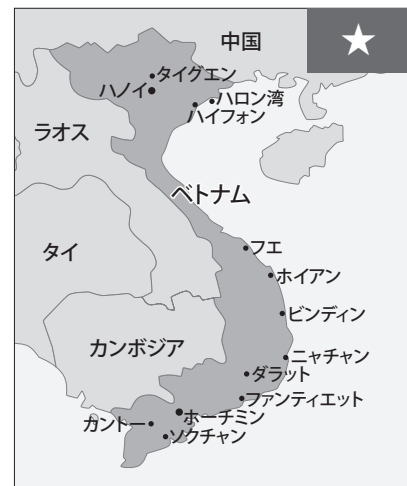 中国
タイグエン
ハノイ
ハロン湾
ハイフォン
ラオス
ベトナム
フエ
タイ
ホイアン
ビンディン
カンボジア
ニャチャン
ダラット
ファンティエット
ホーチミン
カントー
ソクチャン